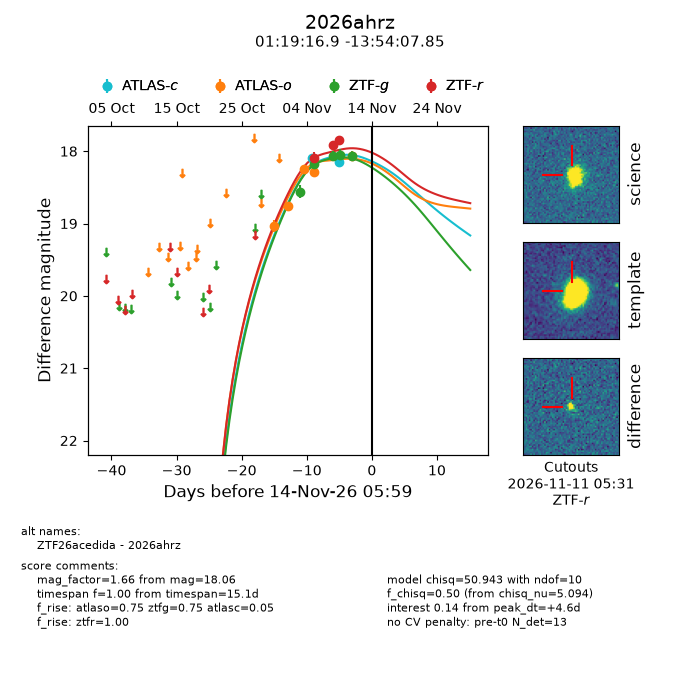 2026ahrz
01:19:16.9 -13:54:07.85
ATLAS-c ATLAS-o ZTF-g ZTF-r
05 Oct 15 Oct 25 Oct 04 Nov 14 Nov 24 Nov
18
19
20
21
22
Difference magnitude
−40 −30 −20 −10 0 10
Days before 14-Nov-26 05:59
science
template
difference
Cutouts
2026-11-11 05:31
ZTF-r
alt names:
ZTF26acedida - 2026ahrz
score comments:
mag_factor=1.66 from mag=18.06
timespan f=1.00 from timespan=15.1d
f_rise: atlaso=0.75 ztfg=0.75 atlasc=0.05
f_rise: ztfr=1.00
model chisq=50.943 with ndof=10
f_chisq=0.50 (from chisq_nu=5.094)
interest 0.14 from peak_dt=+4.6d
no CV penalty: pre-t0 N_det=13